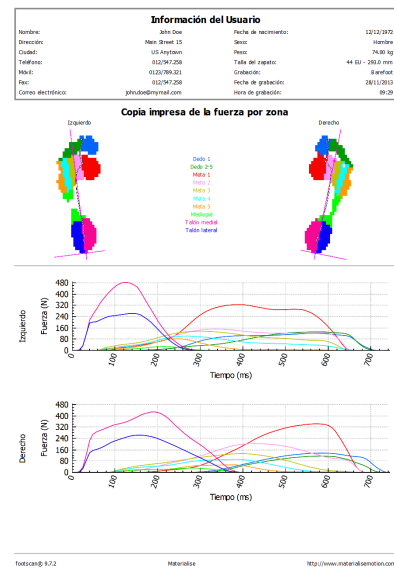 Información del Usuario
Nombre: John Doe Fecha de nacimiento: 12/12/1972
Dirección: Main Street 15 Sexo: Hombre
Ciudad: US Anytown Peso: 74.00 kg
Teléfono: 012/547.258 Talla del zapato: 44 EU - 293.0 mm
Móvil: 0123/789.321 Grabación: Barefoot
Fax: 012/547.258 Fecha de grabación: 28/11/2013
Correo electrónico: john.doe@mymail.com Hora de grabación: 09:29
Copia impresa de la fuerza por zona
Izquierdo Derecho
Dedo 1
Dedo 2-5
Meta 1
Meta 2
Meta 3
Meta 4
Meta 5
Mediopié
Talón medial
Talón lateral
Izquierdo
Fuerza (N)
480
400
320
240
160
80
0
0 100 200 300 400 500 600 700
Tiempo (ms)
Derecho
Fuerza (N)
480
400
320
240
160
80
0
0 100 200 300 400 500 600 700
Tiempo (ms)
footscan® 9.7.2 Materialise http://www.materialisemotion.com